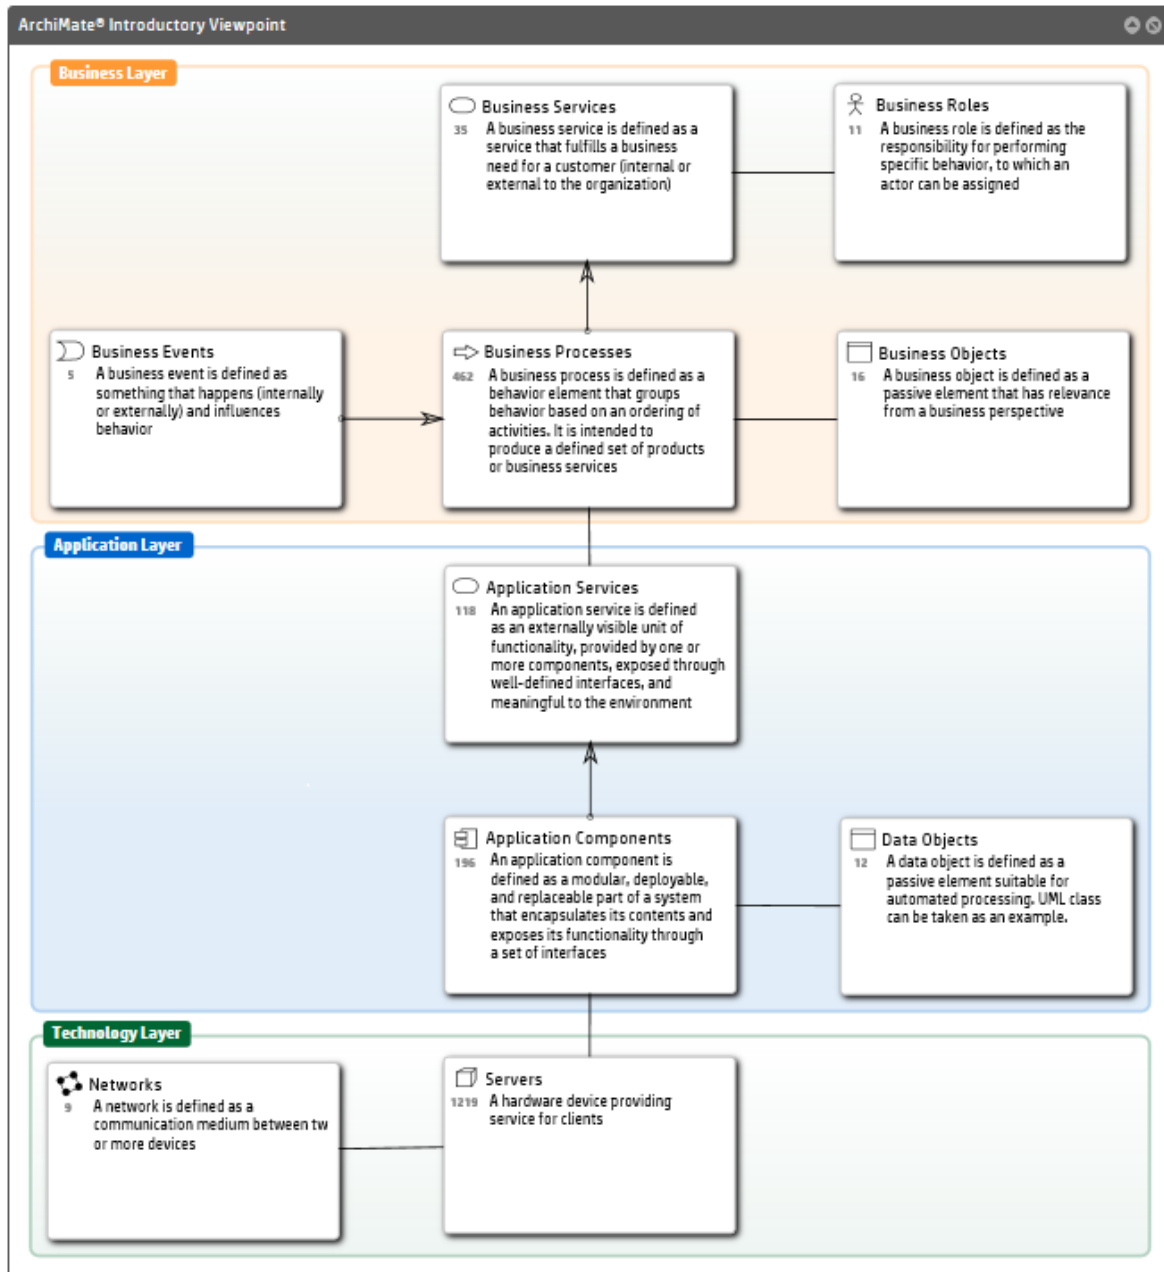 ArchiMate® Introductory Viewpoint
Business Layer
Business Services
35 A business service is defined as a
service that fulfills a business
need for a customer (internal or
external to the organization)
Business Roles
11 A business role is defined as the
responsibility for performing
specific behavior, to which an
actor can be assigned
Business Events
5 A business event is defined as
something that happens (internally
or externally) and influences
behavior
Business Processes
462 A business process is defined as a
behavior element that groups
behavior based on an ordering of
activities. It is intended to
produce a defined set of products
or business services
Business Objects
16 A business object is defined as a
passive element that has relevance
from a business perspective
Application Layer
Application Services
118 An application service is defined
as an externally visible unit of
functionality, provided by one or
more components, exposed through
well-defined interfaces, and
meaningful to the environment
Application Components
196 An application component is
defined as a modular, deployable,
and replaceable part of a system
that encapsulates its contents and
exposes its functionality through
a set of interfaces
Data Objects
12 A data object is defined as a
passive element suitable for
automated processing. UML class
can be taken as an example.
Technology Layer
Networks
9 A network is defined as a
communication medium between tw
or more devices
Servers
1219 A hardware device providing
service for clients